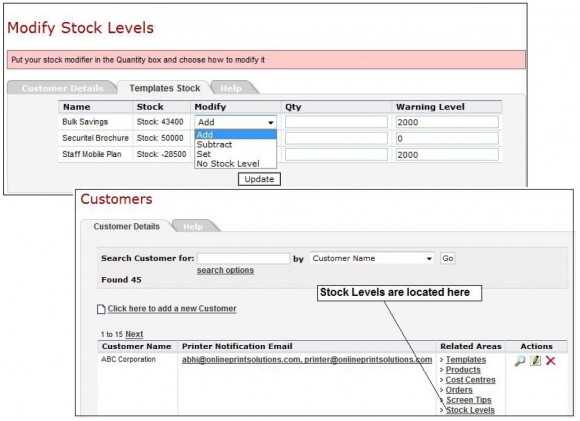 Modify Stock Levels
Put your stock modifier in the Quantity box and choose how to modify it
Customer Details Templates Stock Help
Name Stock Modify Qty Warning Level
Bulk Savings Stock: 43400 Add 2000
Securitel Brochure Stock: 50000 Add 0
Subtract
Staff Mobile Plan Stock: -28500 Set 2000
No Stock Level
Update
Customers
Customer Details Help
Search Customer for: by Customer Name Go
search options
Found 45
Stock Levels are located here
Click here to add a new Customer
1 to 15 Next
Customer Name Printer Notification Email Related Areas Actions
ABC Corporation abhi@onlineprintsolutions.com, printer@onlineprintsolutions.com > Templates
> Products
> Cost Centres
> Orders
> Screen Tips
> Stock Levels